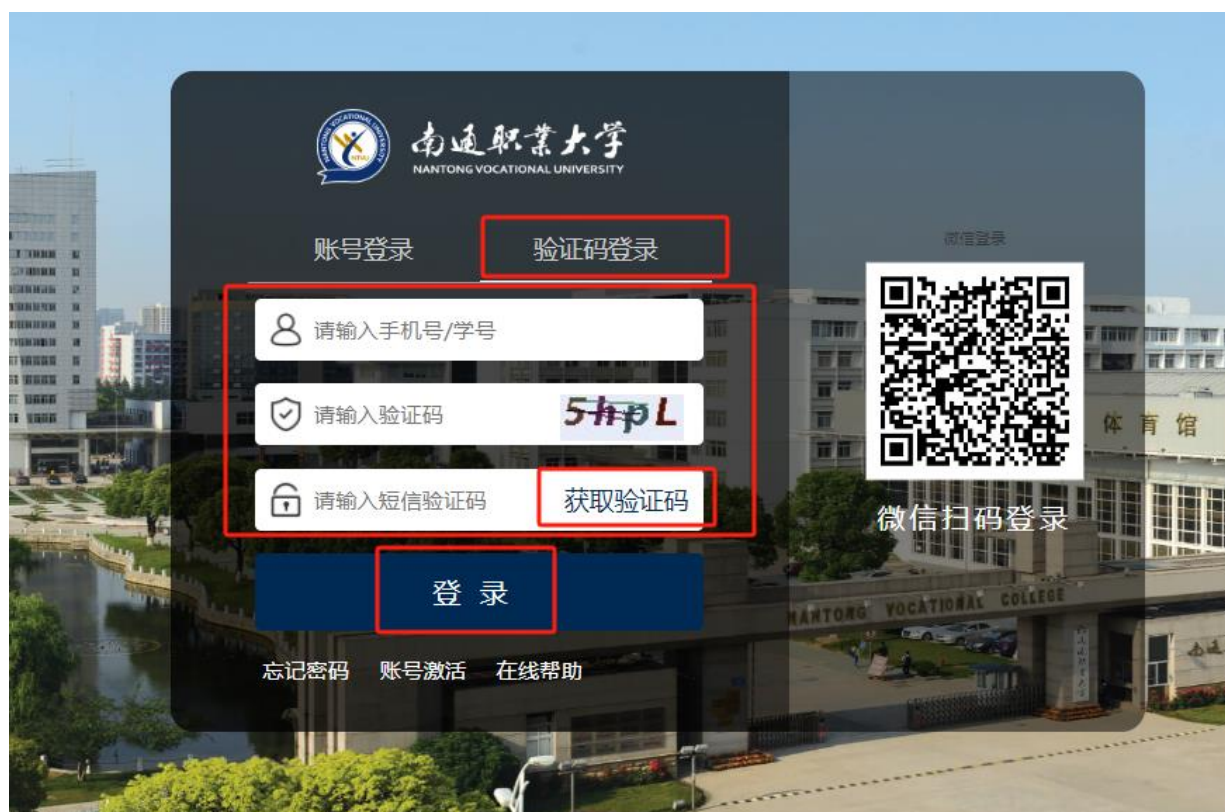 南通职业大学
NANTONG VOCATIONAL UNIVERSITY
账号登录
验证码登录
请输入手机号/学号
请输入验证码
5hpL
请输入短信验证码
获取验证码
登 录
忘记密码 账号激活 在线帮助
微信登录
微信扫码登录
体育馆
NANTONG VOCATIONAL COLLEGE